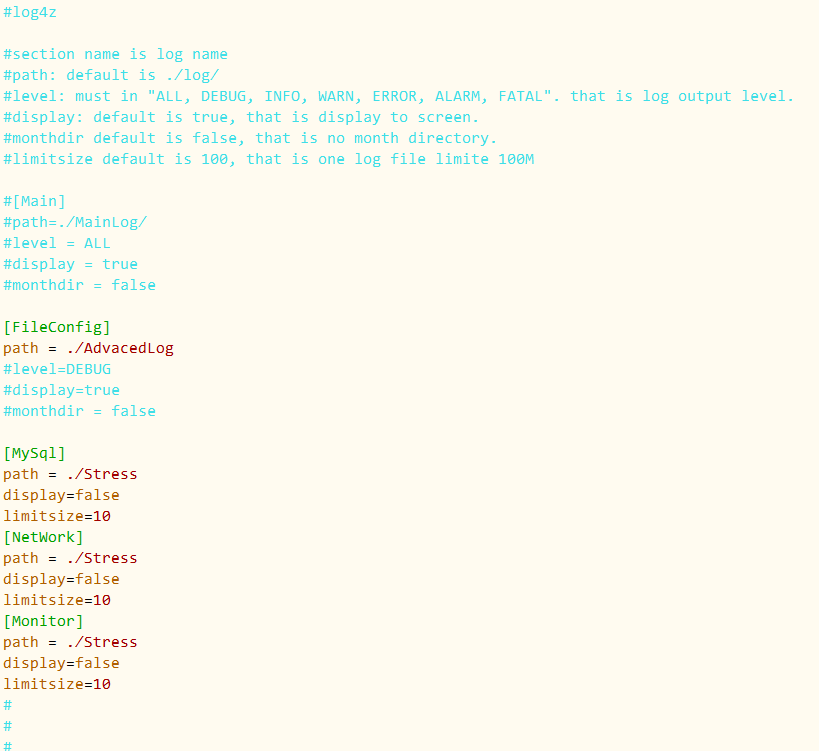 #log4z
#section name is log name
#path: default is ./log/
#level: must in "ALL, DEBUG, INFO, WARN, ERROR, ALARM, FATAL". that is log output level.
#display: default is true, that is display to screen.
#monthdir default is false, that is no month directory.
#limitsize default is 100, that is one log file limite 100M
#[Main]
#path=./MainLog/
#level = ALL
#display = true
#monthdir = false
[FileConfig]
path = ./AdvacedLog
#level=DEBUG
#display=true
#monthdir = false
[MySql]
path = ./Stress
display=false
limitsize=10
[NetWork]
path = ./Stress
display=false
limitsize=10
[Monitor]
path = ./Stress
display=false
limitsize=10
#
#
#